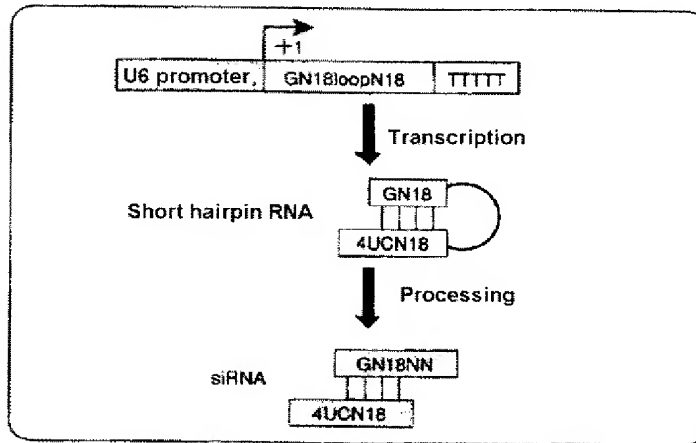 +1
U6 promoter, GN18loopN18 TTTTT
Transcription
GN18
Short hairpin RNA
4UCN18
Processing
GN18NN
siRNA
4UCN18